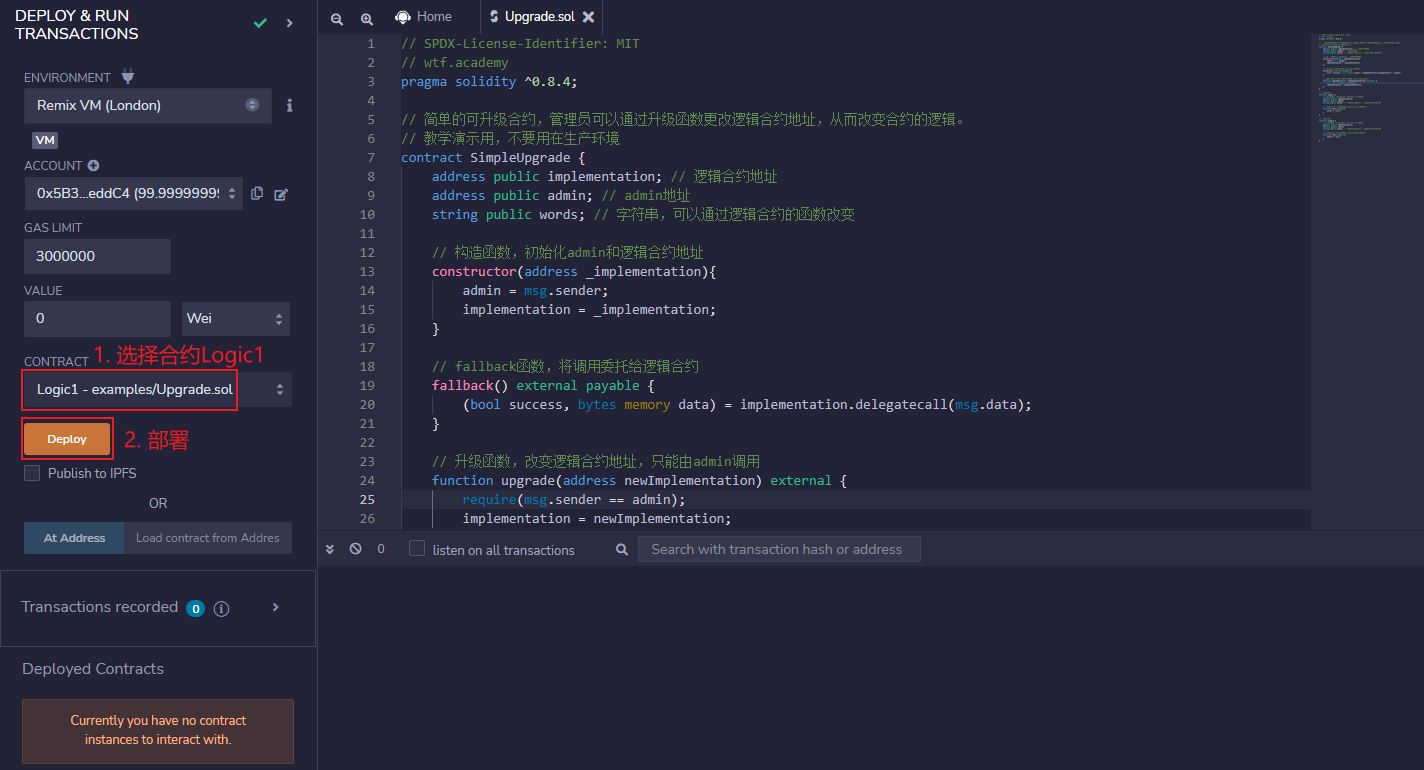 DEPLOY & RUN
TRANSACTIONS
ENVIRONMENT
Remix VM (London)
VM
ACCOUNT
0x5B3...eddC4 (99.99999999
GAS LIMIT
3000000
VALUE
0
Wei
CONTRACT
1. 选择合约Logic1
Logic1 - examples/Upgrade.sol
Deploy
2. 部署
Publish to IPFS
OR
At Address
Load contract from Addres
Transactions recorded 0
Deployed Contracts
Currently you have no contract
instances to interact with.
Home
Upgrade.sol
1 // SPDX-License-Identifier: MIT
2 // wtf.academy
3 pragma solidity ^0.8.4;
4
5 // 简单的可升级合约，管理员可以通过升级函数更改逻辑合约地址，从而改变合约的逻辑。
6 // 教学演示用，不要用在生产环境
7 contract SimpleUpgrade {
8 address public implementation; // 逻辑合约地址
9 address public admin; // admin地址
10 string public words; // 字符串，可以通过逻辑合约的函数改变
11
12 // 构造函数，初始化admin和逻辑合约地址
13 constructor(address _implementation){
14 admin = msg.sender;
15 implementation = _implementation;
16 }
17
18 // fallback函数，将调用委托给逻辑合约
19 fallback() external payable {
20 (bool success, bytes memory data) = implementation.delegatecall(msg.data);
21 }
22
23 // 升级函数，改变逻辑合约地址，只能由admin调用
24 function upgrade(address newImplementation) external {
25 require(msg.sender == admin);
26 implementation = newImplementation;
0
listen on all transactions
Search with transaction hash or address